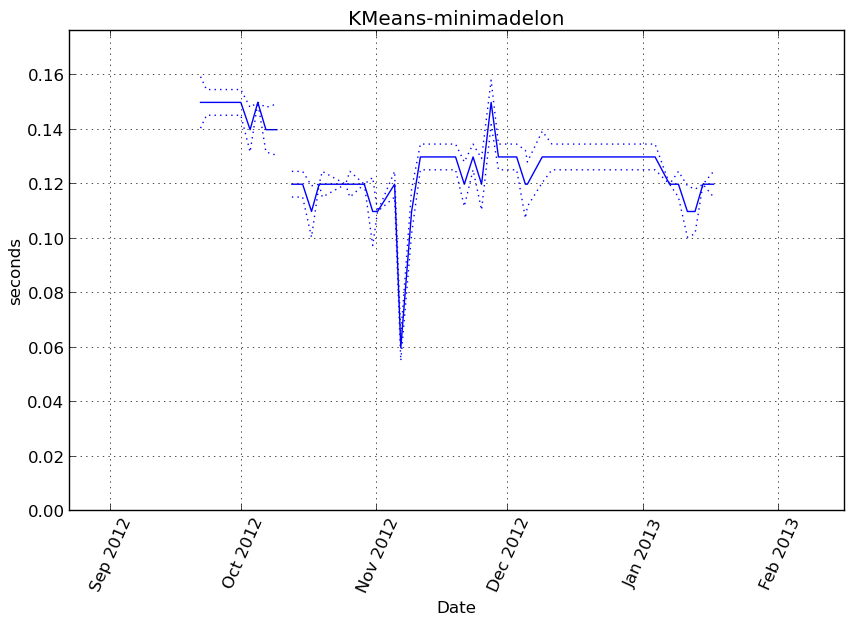 KMeans-minimadelon
0.16
0.14
0.12
0.10
0.08
0.06
0.04
0.02
0.00
seconds
Sep 2012
Oct 2012
Nov 2012
Dec 2012
Jan 2013
Feb 2013
Date